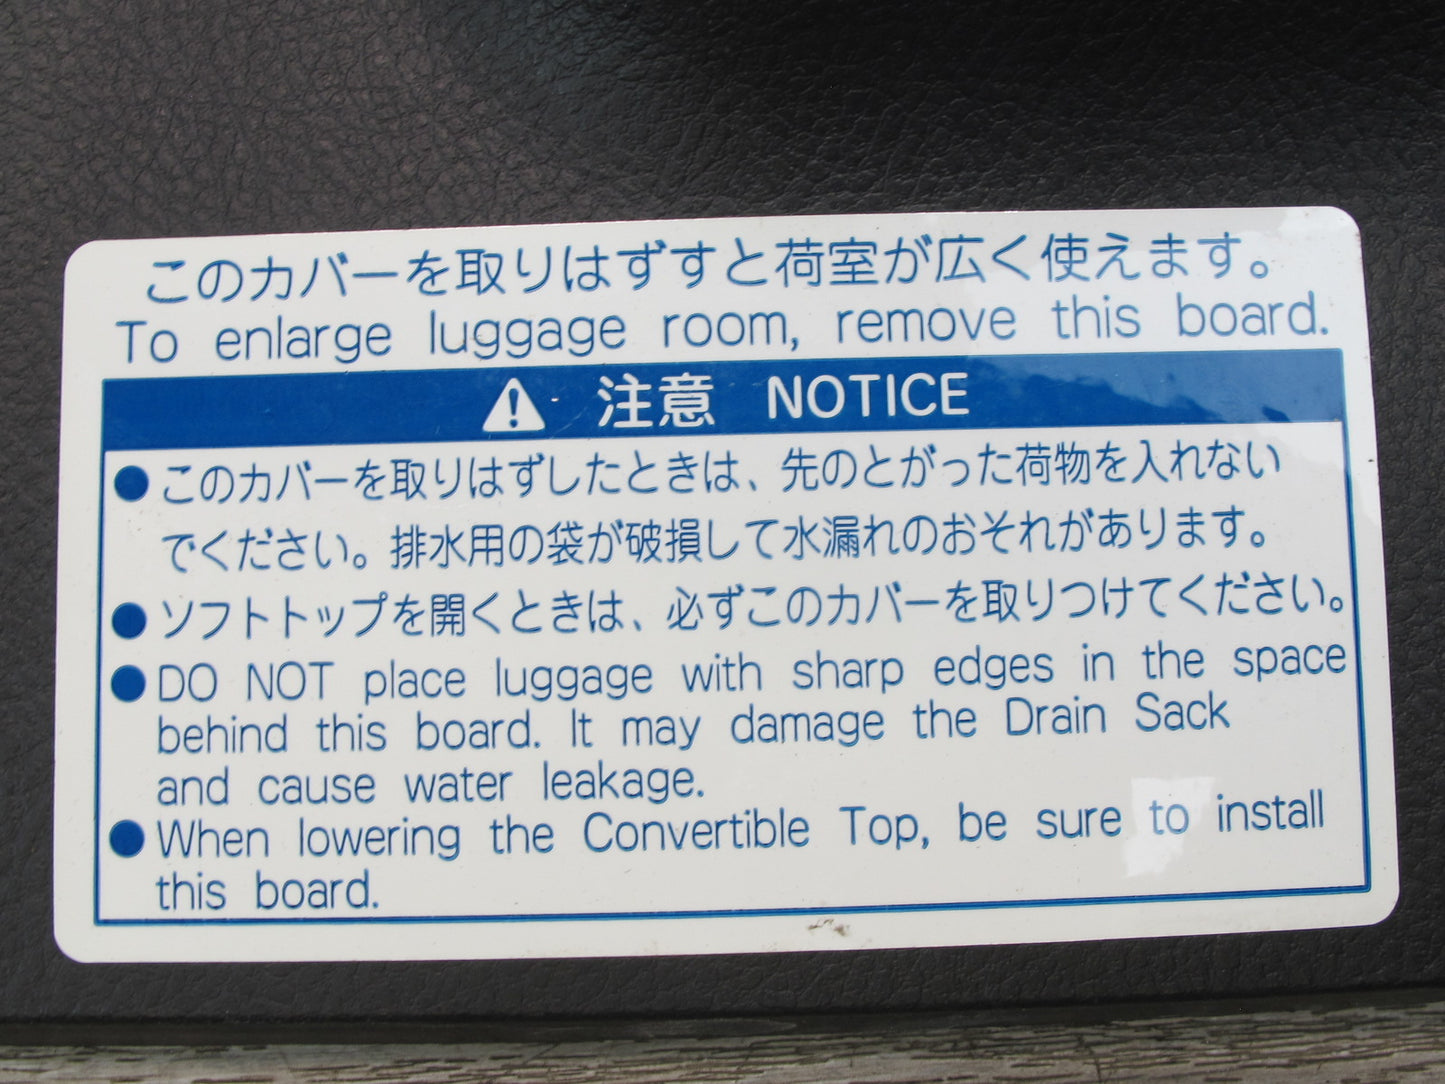 このカバーを取りはずすと荷室が広く使えます。
To enlarge luggage room, remove this board.
注意 NOTICE
●このカバーを取りはずしたときは、先のとがった荷物を入れない
でください。排水用の袋が破損して水漏れのおそれがあります。
●ソフトトップを開くときは、必ずこのカバーを取りつけてください。
●DO NOT place luggage with sharp edges in the space
behind this board. It may damage the Drain Sack
and cause water leakage.
●When lowering the Convertible Top, be sure to install
this board.